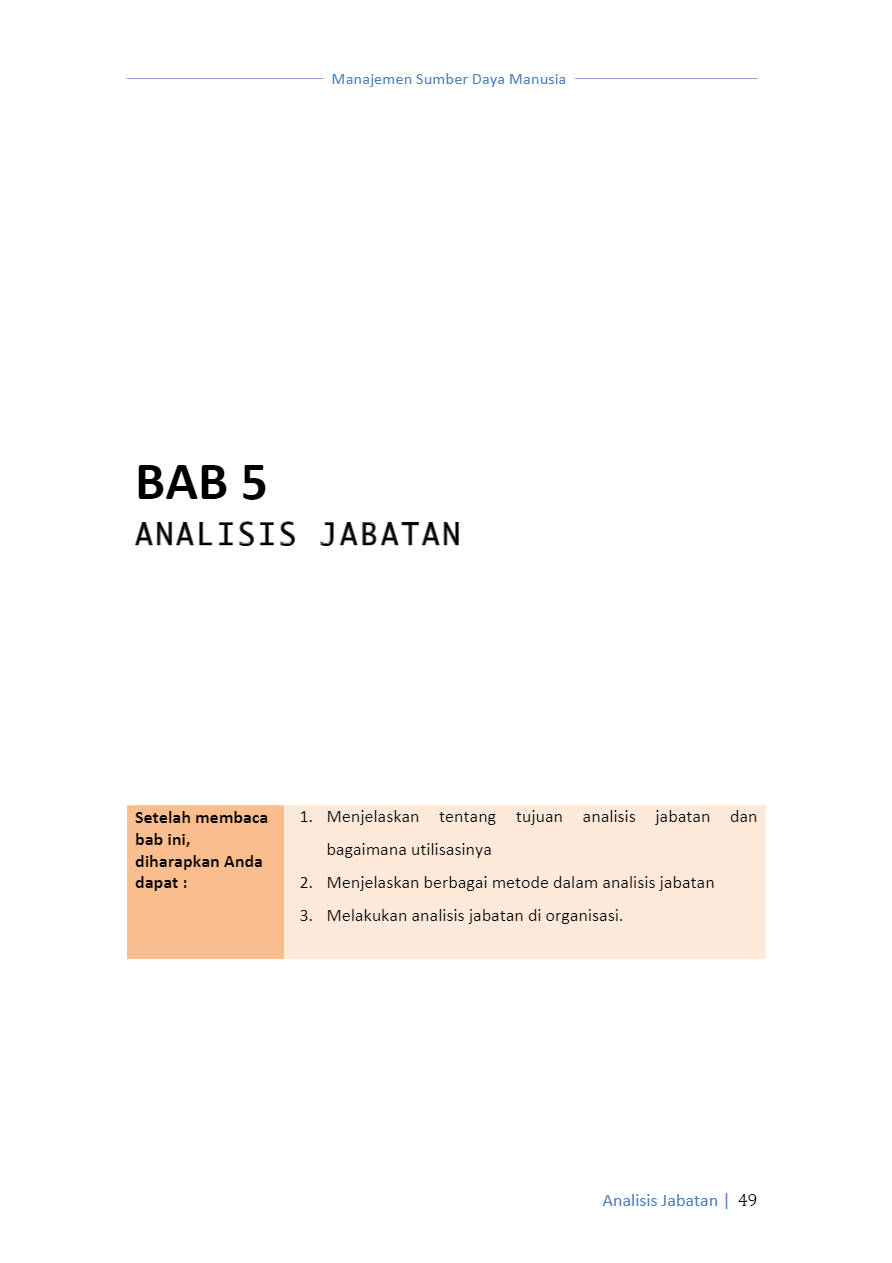 Manajemen Sumber Daya Manusia
BAB 5
ANALISIS JABATAN
Setelah membaca
bab ini,
diharapkan Anda
dapat :
1. Menjelaskan tentang tujuan analisis jabatan dan
bagaimana utilisasinya
2. Menjelaskan berbagai metode dalam analisis jabatan
3. Melakukan analisis jabatan di organisasi.
Analisis Jabatan | 49